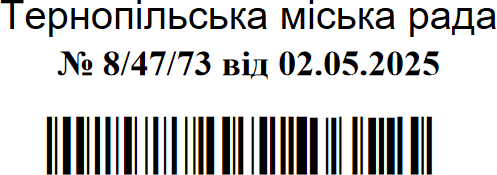 Тернопільська міська рада
№ 8/47/73 від 02.05.2025